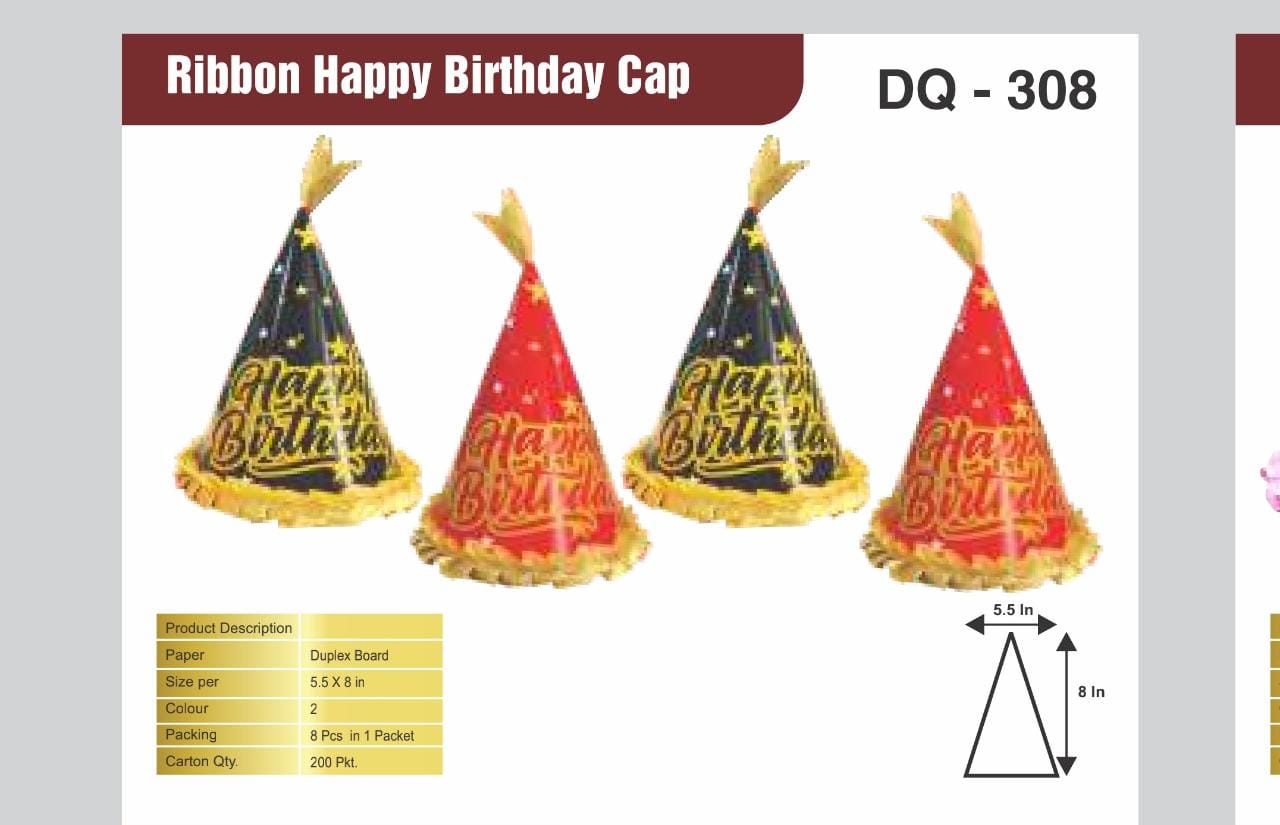 Ribbon Happy Birthday Cap
DQ - 308
Happy
Birthday
Happy
Birthday
Happy
Birthday
Happy
Birthday
Product Description
Paper Duplex Board
Size per 5.5 X 8 in
Colour 2
Packing 8 Pcs in 1 Packet
Carton Qty. 200 Pkt.
5.5 In
8 In